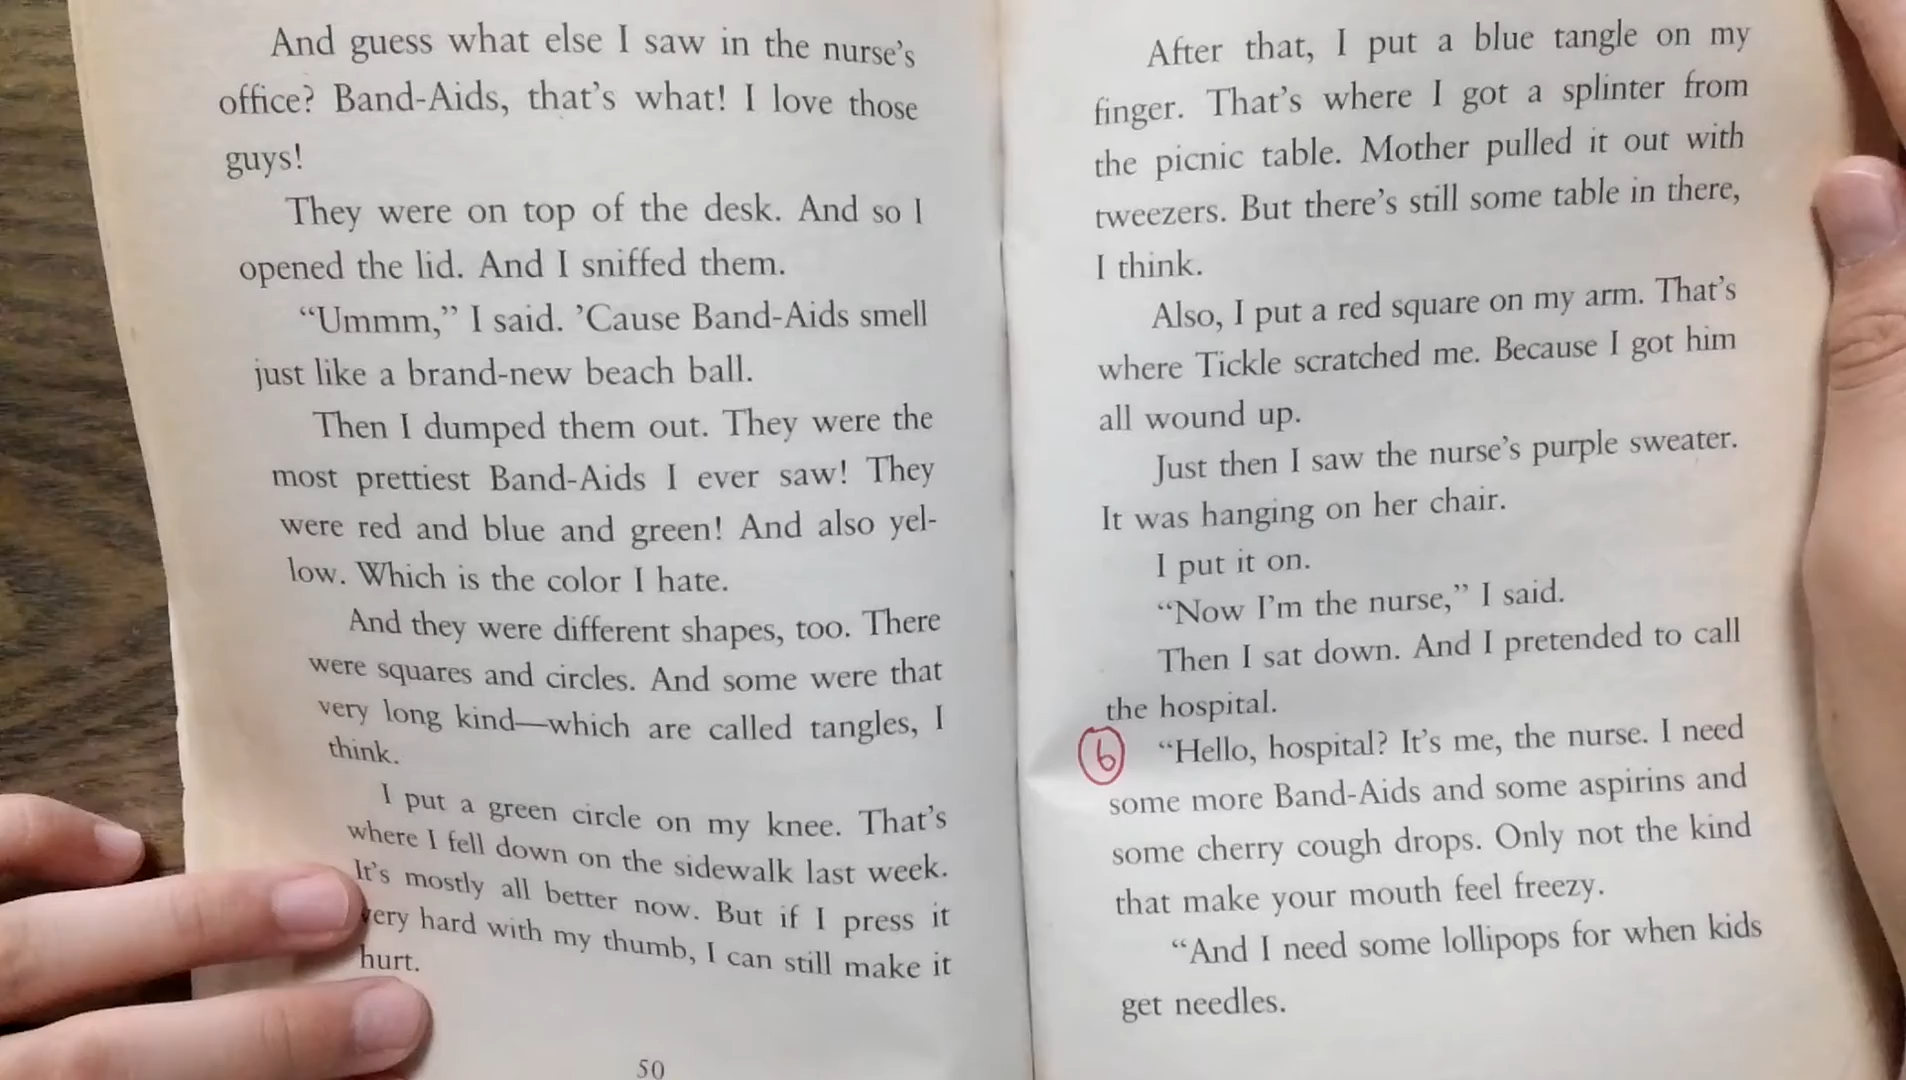 And guess what else I saw in the nurse's
office? Band-Aids, that's what! I love those
guys!
They were on top of the desk. And so I
opened the lid. And I sniffed them.
“Ummm,” I said. ’Cause Band-Aids smell
just like a brand-new beach ball.
Then I dumped them out. They were the
most prettiest Band-Aids I ever saw! They
were red and blue and green! And also yel-
low. Which is the color I hate.
And they were different shapes, too. There
were squares and circles. And some were that
very long kind—which are called tangles, I
think.
I put a green circle on my knee. That's
where I fell down on the sidewalk last week.
It's mostly all better now. But if I press it
very hard with my thumb, I can still make it
hurt.
50
After that, I put a blue tangle on my
finger. That's where I got a splinter from
the picnic table. Mother pulled it out with
tweezers. But there's still some table in there,
I think.
Also, I put a red square on my arm. That's
where Tickle scratched me. Because I got him
all wound up.
Just then I saw the nurse's purple sweater.
It was hanging on her chair.
I put it on.
“Now I'm the nurse,” I said.
Then I sat down. And I pretended to call
the hospital.
6 “Hello, hospital? It's me, the nurse. I need
some more Band-Aids and some aspirins and
some cherry cough drops. Only not the kind
that make your mouth feel freezy.
“And I need some lollipops for when kids
get needles.